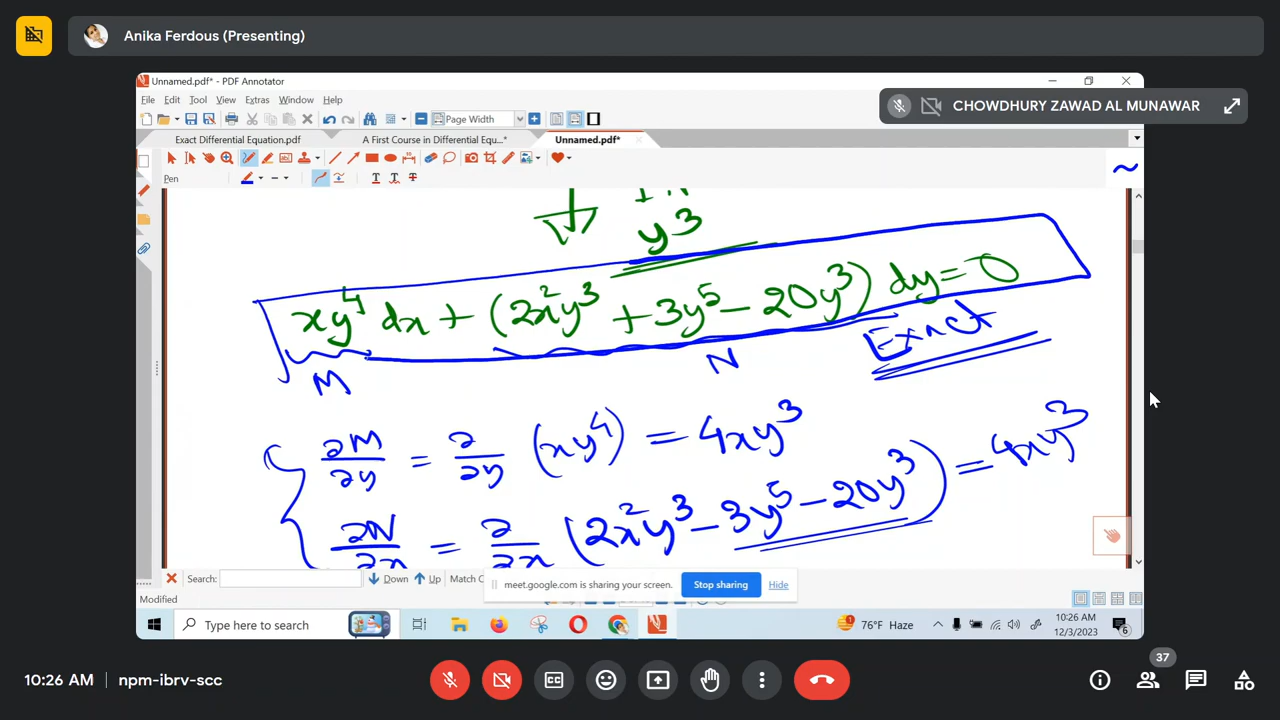 Anika Ferdous (Presenting)
Unnamed.pdf* - PDF Annotator
File Edit Tool View Extras Window Help
CHOWDHURY ZAWAD AL MUNAWAR
Page Width
Exact Differential Equation.pdf A First Course in Differential Equ...* Unnamed.pdf*
Pen
y3
xy⁴ dx + (2x²y³ + 3y⁵ - 20y³) dy = 0
Exact
M N
∂M/∂y = ∂/∂y (xy⁴) = 4xy³
∂N/∂x = ∂/∂x (2x²y³ - 3y⁵ - 20y³) = 4xy³
Search: Down Up Match C
meet.google.com is sharing your screen. Stop sharing Hide
Modified
Type here to search
76°F Haze
10:26 AM
12/3/2023
6
10:26 AM npm-ibrv-scc
37